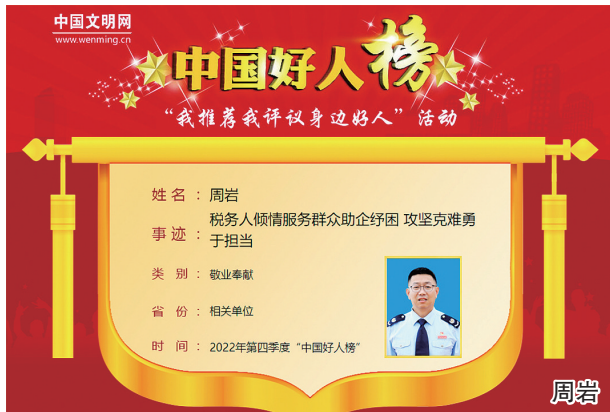 中国文明网
www.wenming.cn
中国好人榜
“我推荐我评议身边好人”活动
姓名：周岩
事迹：税务人倾情服务群众助企纾困 攻坚克难勇
于担当
类别：敬业奉献
省份：相关单位
时间：2022年第四季度“中国好人榜”
周岩